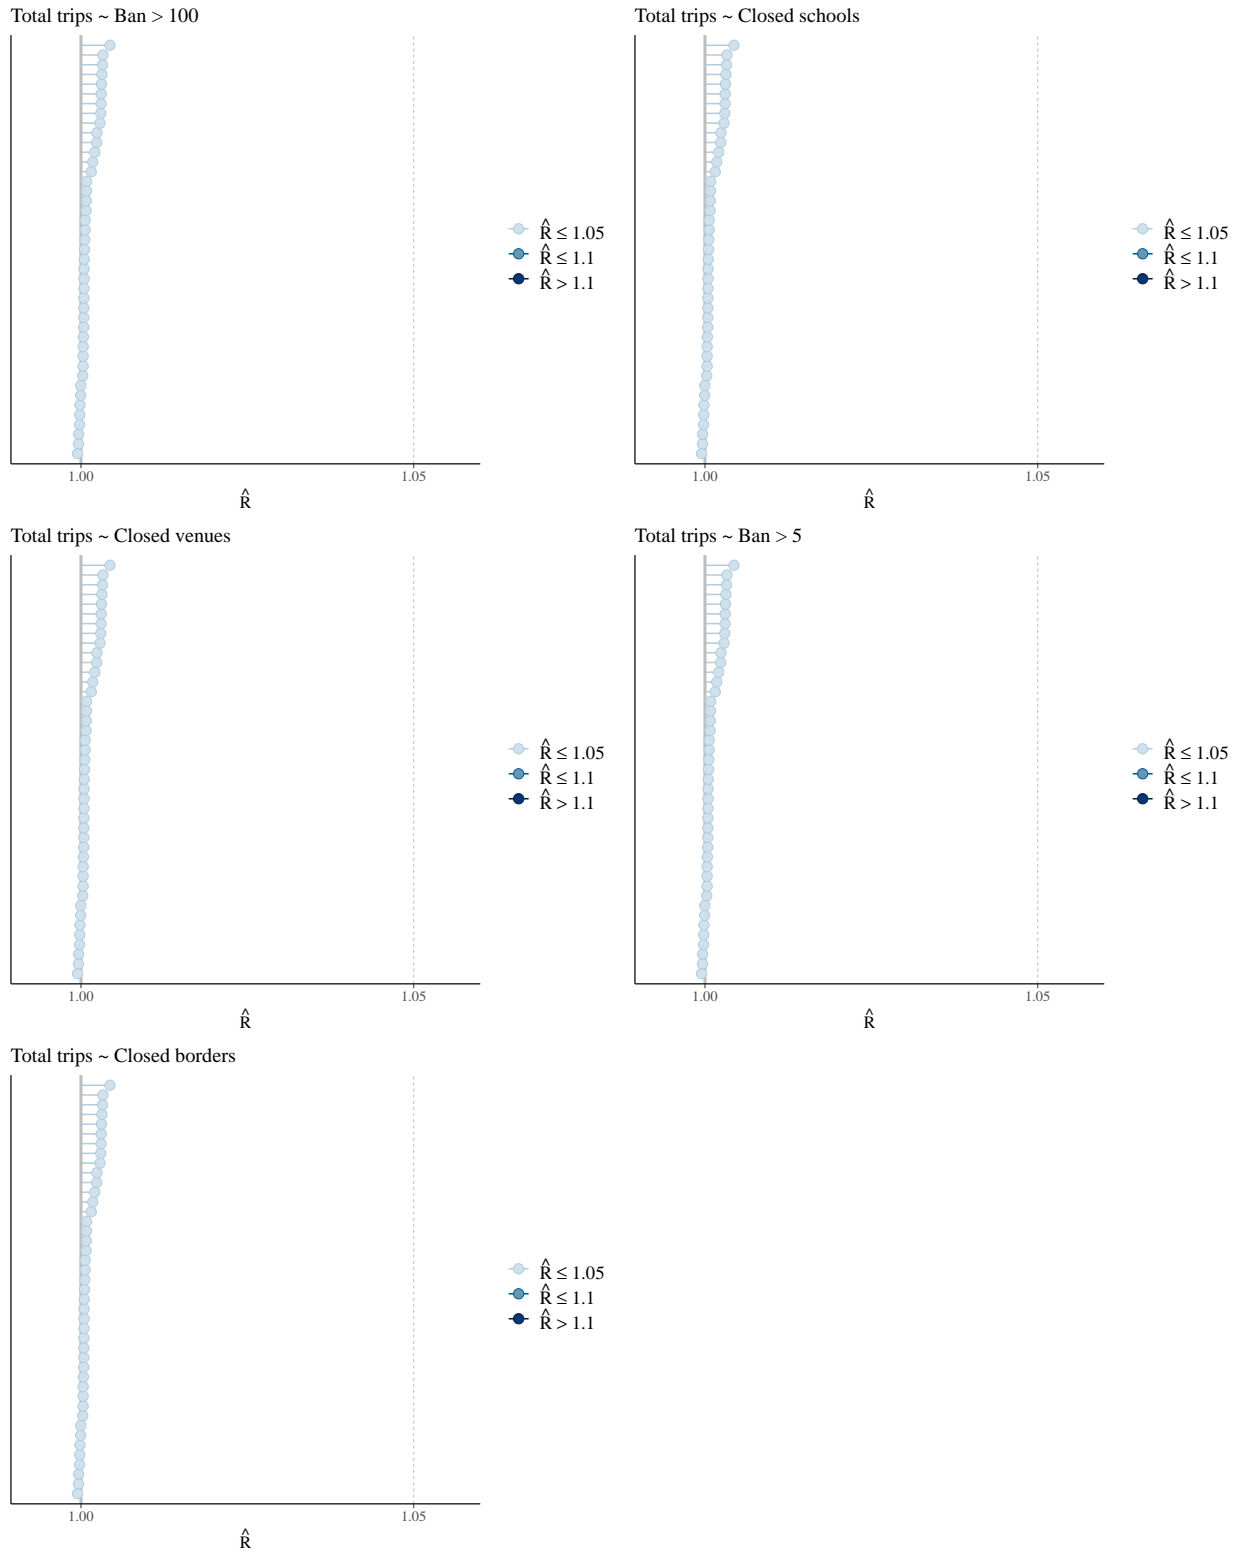 Total trips ~ Ban > 100
R̂ ≤ 1.05
R̂ ≤ 1.1
R̂ > 1.1
1.00 1.05
R̂
Total trips ~ Closed schools
R̂ ≤ 1.05
R̂ ≤ 1.1
R̂ > 1.1
1.00 1.05
R̂
Total trips ~ Closed venues
R̂ ≤ 1.05
R̂ ≤ 1.1
R̂ > 1.1
1.00 1.05
R̂
Total trips ~ Ban > 5
R̂ ≤ 1.05
R̂ ≤ 1.1
R̂ > 1.1
1.00 1.05
R̂
Total trips ~ Closed borders
R̂ ≤ 1.05
R̂ ≤ 1.1
R̂ > 1.1
1.00 1.05
R̂